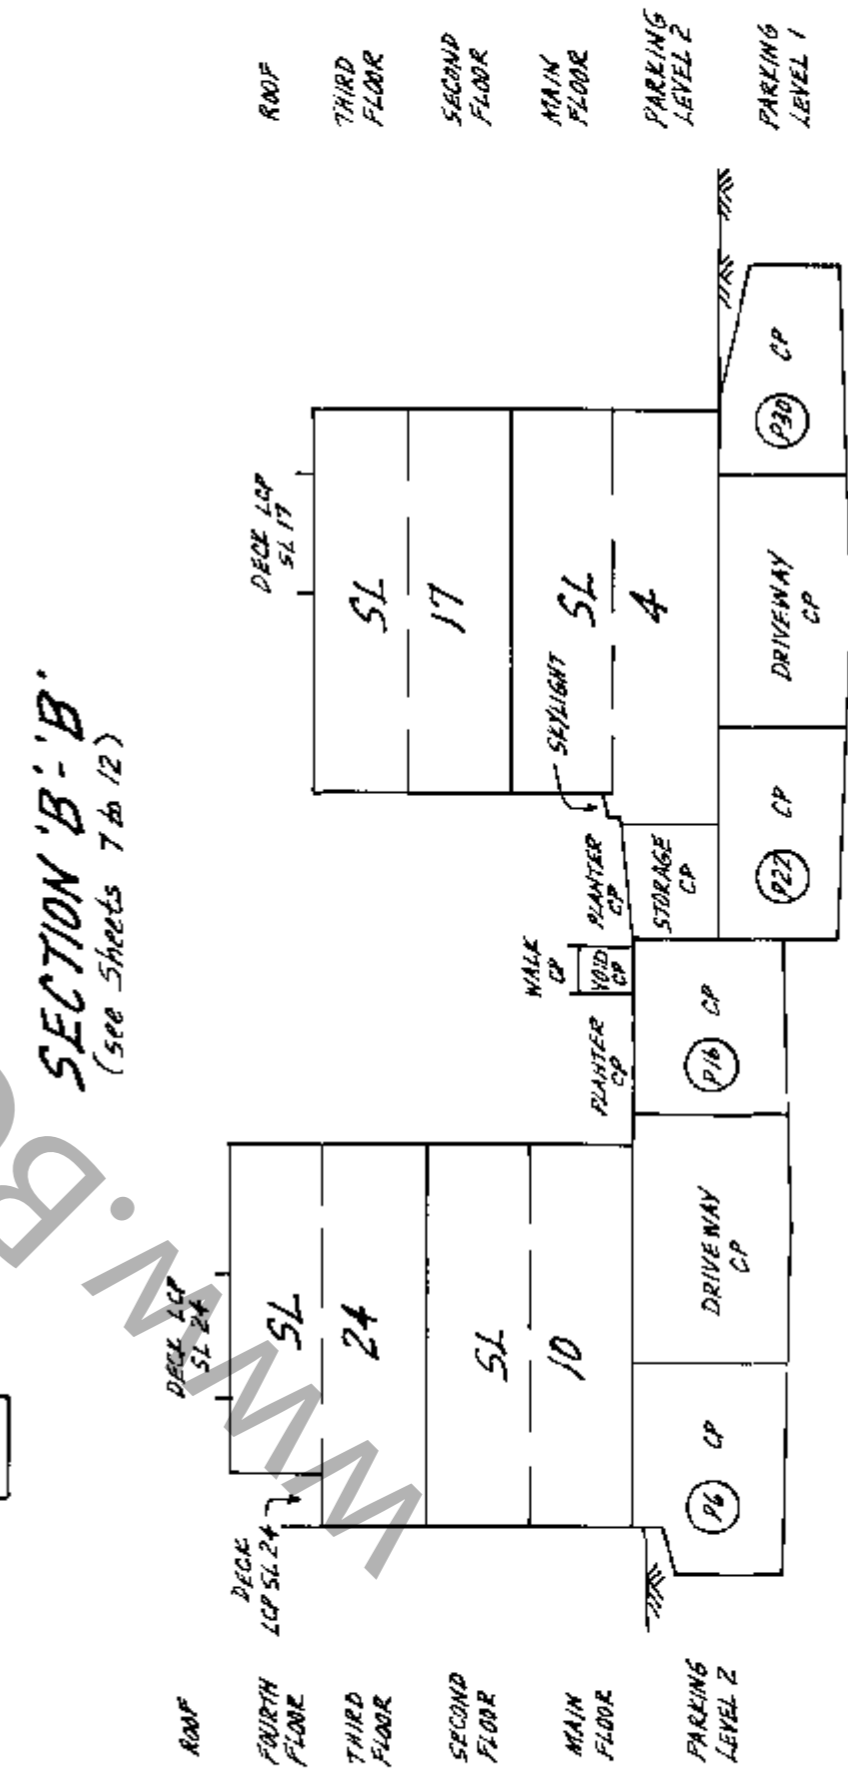 SECTION 'B'-'B'
(see Sheets 7 to 12)
ROOF
FOURTH
FLOOR
THIRD
FLOOR
SECOND
FLOOR
MAIN
FLOOR
PARKING
LEVEL 2
DECK LCP
SL 24
DECK
LCP SL 24
SL
24
SL
10
P6 CP
DRIVEWAY
CP
P16 CP
PLANTER
CP
WALK
CP
VOID
CP
PLANTER
CP
STORAGE
CP
SKYLIGHT
DECK LCP
SL 17
SL
17
SL
4
P22 CP
DRIVEWAY
CP
P30 CP
ROOF
THIRD
FLOOR
SECOND
FLOOR
MAIN
FLOOR
PARKING
LEVEL 2
PARKING
LEVEL 1